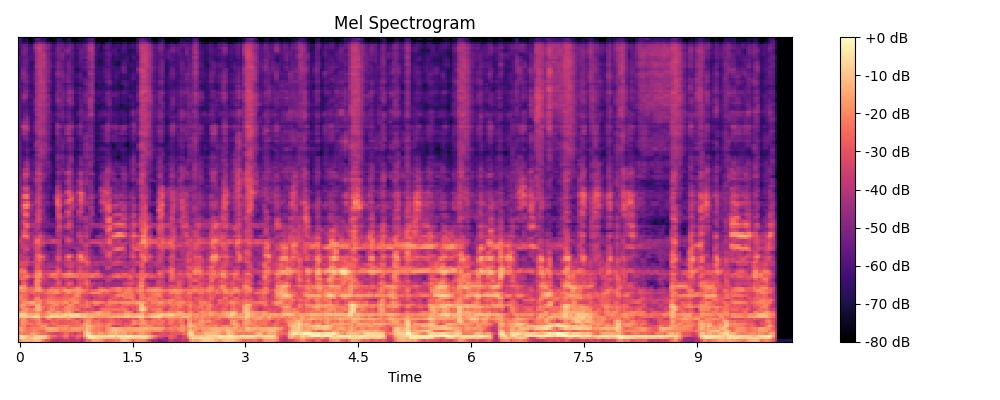 Mel Spectrogram
+0 dB
-10 dB
-20 dB
-30 dB
-40 dB
-50 dB
-60 dB
-70 dB
-80 dB
0 1.5 3 4.5 6 7.5 9
Time